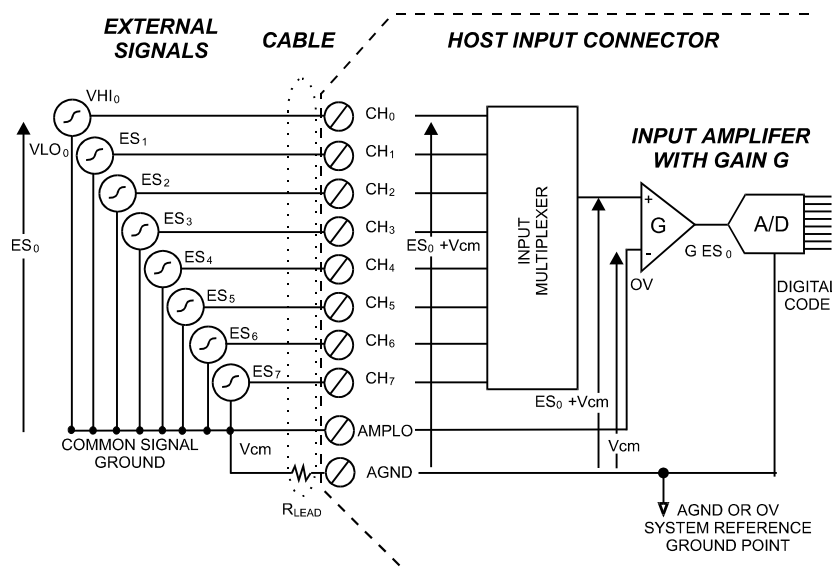 EXTERNAL
SIGNALS
CABLE
HOST INPUT CONNECTOR
VHI0
VLO0
ES1
ES2
ES3
ES4
ES5
ES6
ES7
ES0
CH0
CH1
CH2
CH3
CH4
CH5
CH6
CH7
AMPLO
AGND
ES0 +Vcm
INPUT
MULTIPLEXER
INPUT AMPLIFER
WITH GAIN G
+
G
-
OV
G ES0
A/D
DIGITAL
CODE
ES0 +Vcm
Vcm
COMMON SIGNAL
GROUND
Vcm
RLEAD
AGND OR OV
SYSTEM REFERENCE
GROUND POINT